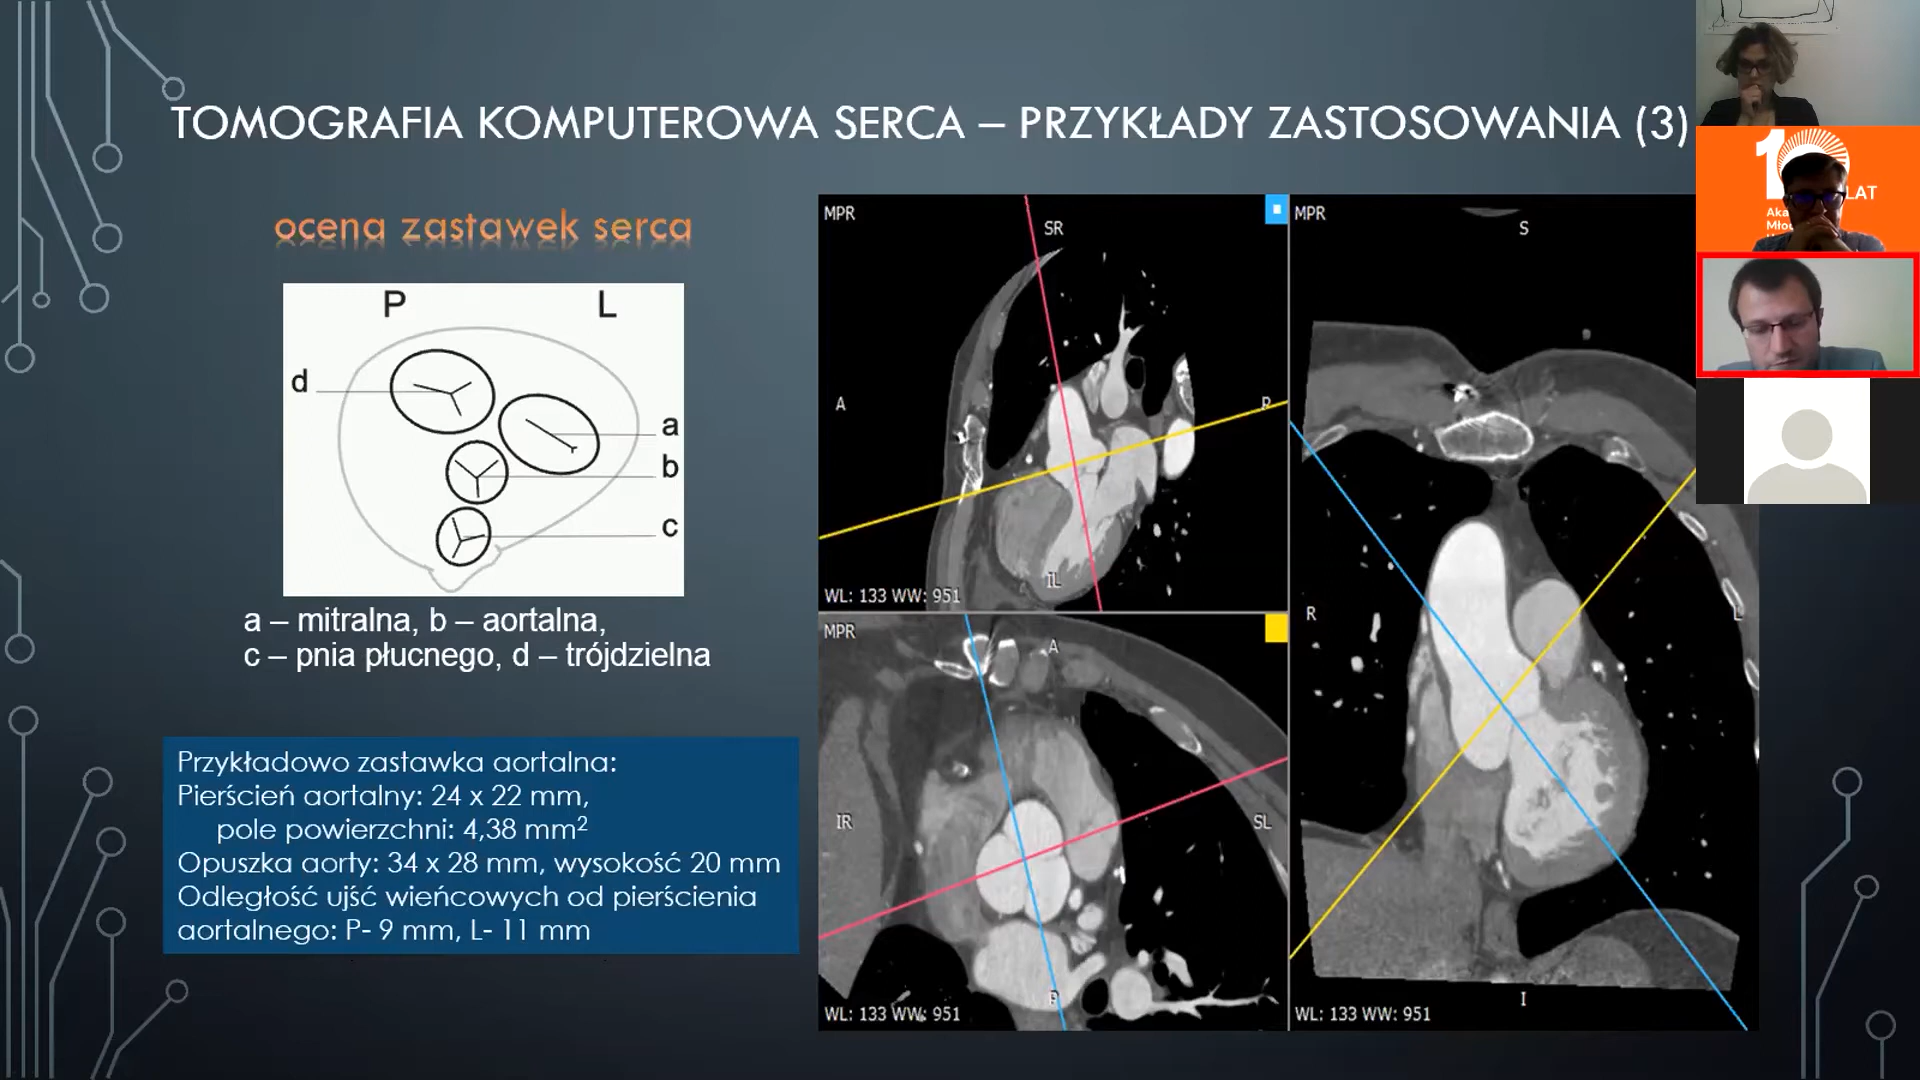 TOMOGRAFIA KOMPUTEROWA SERCA – PRZYKŁADY ZASTOSOWANIA (3)
ocena zastawek serca
P L
d
a
b
c
a – mitralna, b – aortalna,
c – pnia płucnego, d – trójdzielna
Przykładowo zastawka aortalna:
Pierścień aortalny: 24 x 22 mm,
pole powierzchni: 4,38 mm²
Opuszka aorty: 34 x 28 mm, wysokość 20 mm
Odległość ujść wieńcowych od pierścienia
aortalnego: P- 9 mm, L- 11 mm
MPR
SR
A
P
IL
WL: 133 WW: 951
MPR
A
IR
SL
P
WL: 133 WW: 951
MPR
S
R
L
I
WL: 133 WW: 951
10
LAT